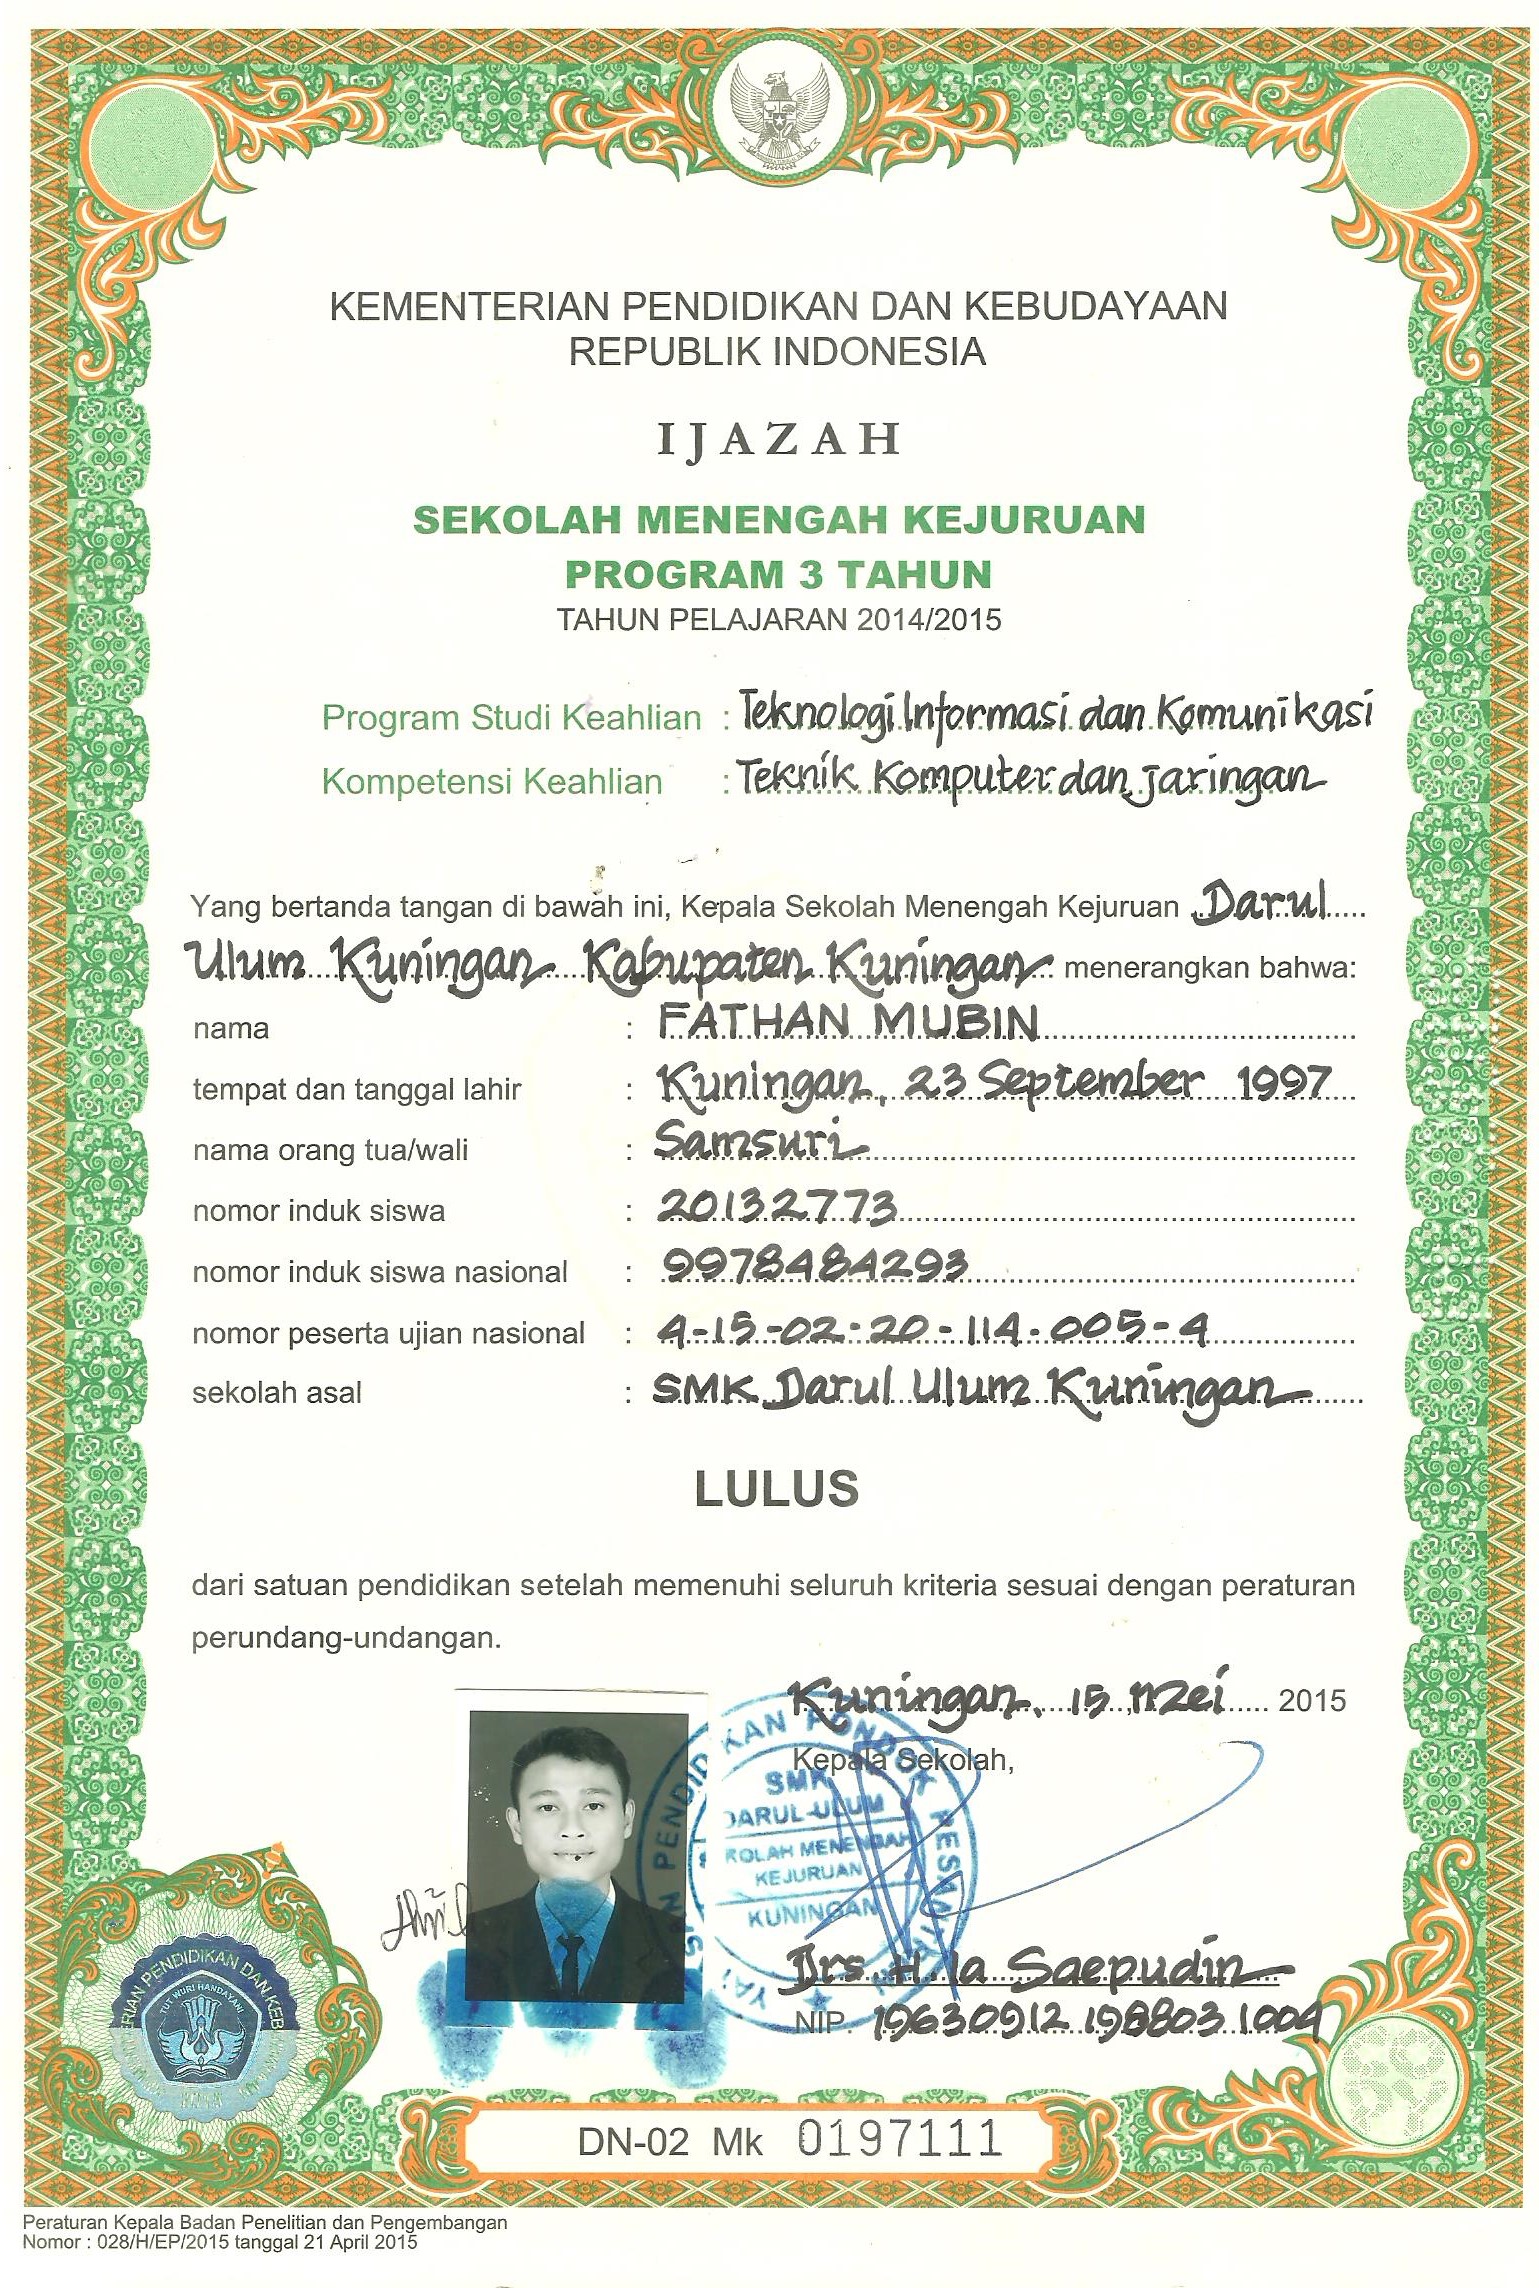 KEMENTERIAN PENDIDIKAN DAN KEBUDAYAAN
REPUBLIK INDONESIA
IJAZAH
SEKOLAH MENENGAH KEJURUAN
PROGRAM 3 TAHUN
TAHUN PELAJARAN 2014/2015
Program Studi Keahlian : Teknologi Informasi dan Komunikasi
Kompetensi Keahlian : Teknik Komputer dan Jaringan
Yang bertanda tangan di bawah ini, Kepala Sekolah Menengah Kejuruan Darul
Ulum Kuningan Kabupaten Kuningan menerangkan bahwa:
nama : FATHAN MUBIN
tempat dan tanggal lahir : Kuningan, 23 September 1997
nama orang tua/wali : Samsuri
nomor induk siswa : 20132773
nomor induk siswa nasional : 9978484293
nomor peserta ujian nasional : 4-15-02-20-114-005-4
sekolah asal : SMK Darul Ulum Kuningan
LULUS
dari satuan pendidikan setelah memenuhi seluruh kriteria sesuai dengan peraturan
perundang-undangan.
Kuningan, 15 Mei 2015
Kepala Sekolah,
PENDIDIKAN PONDOK PESANTREN
SMK
DARUL-ULUM
KOLAH MENENGAH
KEJURUAN
KUNINGAN
Drs. H. Ia Saepudin
NIP. 19630912 198803 1 004
ERIAN PENDIDIKAN DAN KEB
TUT WURI HANDAYANI
DN-02 Mk 0197111
Peraturan Kepala Badan Penelitian dan Pengembangan
Nomor : 028/H/EP/2015 tanggal 21 April 2015